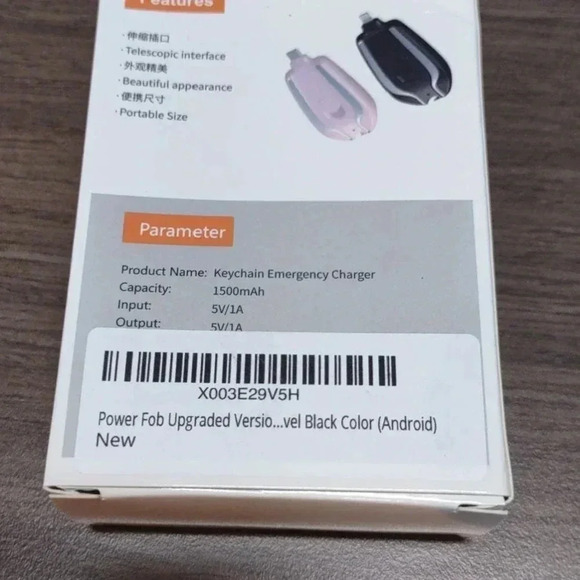 Features
· 伸缩插口
· Telescopic interface
· 外观精美
· Beautiful appearance
· 便携尺寸
· Portable Size
Parameter
Product Name: Keychain Emergency Charger
Capacity: 1500mAh
Input: 5V/1A
Output: 5V/1A
X003E29V5H
Power Fob Upgraded Versio...vel Black Color (Android)
New